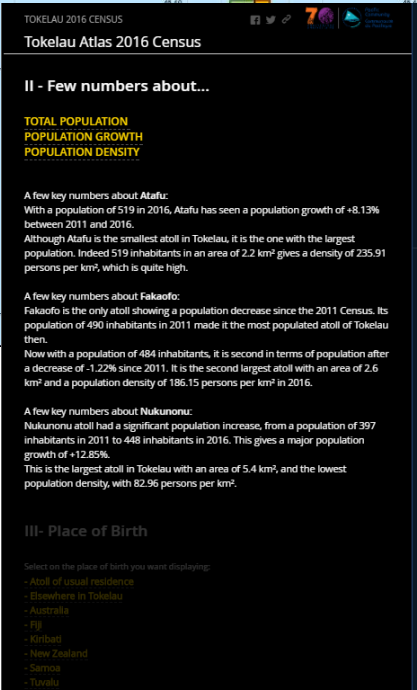 TOKELAU 2016 CENSUS
Tokelau Atlas 2016 Census
II - Few numbers about...
TOTAL POPULATION
POPULATION GROWTH
POPULATION DENSITY
A few key numbers about Atafu:
With a population of 519 in 2016, Atafu has seen a population growth of +8.13%
between 2011 and 2016.
Although Atafu is the smallest atoll in Tokelau, it is the one with the largest
population. Indeed 519 inhabitants in an area of 2.2 km² gives a density of 235.91
persons per km², which is quite high.
A few key numbers about Fakaofo:
Fakaofo is the only atoll showing a population decrease since the 2011 Census. Its
population of 490 inhabitants in 2011 made it the most populated atoll of Tokelau
then.
Now with a population of 484 inhabitants, it is second in terms of population after
a decrease of -1.22% since 2011. It is the second largest atoll with an area of 2.6
km² and a population density of 186.15 persons per km² in 2016.
A few key numbers about Nukunonu:
Nukunonu atoll had a significant population increase, from a population of 397
inhabitants in 2011 to 448 inhabitants in 2016. This gives a major population
growth of +12.85%.
This is the largest atoll in Tokelau with an area of 5.4 km², and the lowest
population density, with 82.96 persons per km².
III- Place of Birth
Select on the place of birth you want displaying:
- Atoll of usual residence
- Elsewhere in Tokelau
- Australia
- Fiji
- Kiribati
- New Zealand
- Samoa
- Tuvalu